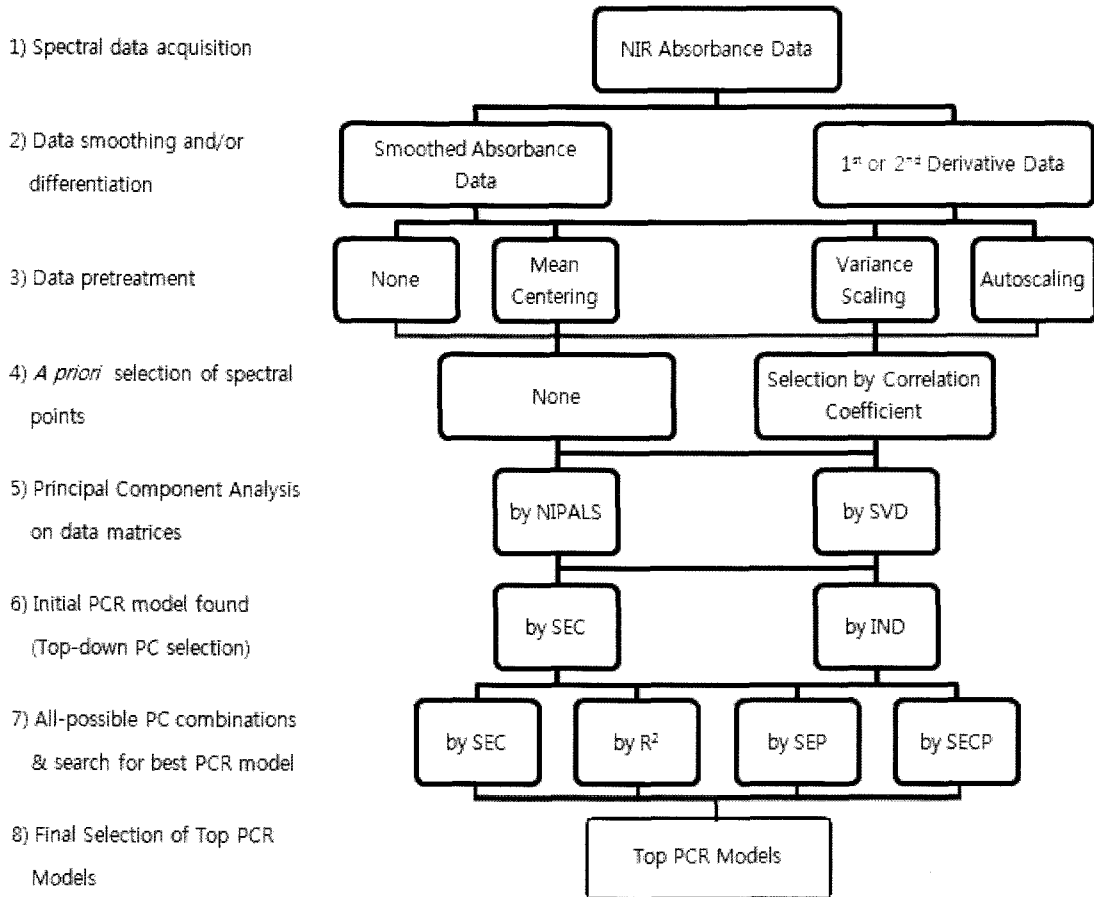 1) Spectral data acquisition
NIR Absorbance Data
2) Data smoothing and/or
differentiation
Smoothed Absorbance
Data
1st or 2nd Derivative Data
3) Data pretreatment
None
Mean
Centering
Variance
Scaling
Autoscaling
4) A priori selection of spectral
points
None
Selection by Correlation
Coefficient
5) Principal Component Analysis
on data matrices
by NIPALS
by SVD
6) Initial PCR model found
(Top-down PC selection)
by SEC
by IND
7) All-possible PC combinations
& search for best PCR model
by SEC
by R²
by SEP
by SECP
8) Final Selection of Top PCR
Models
Top PCR Models